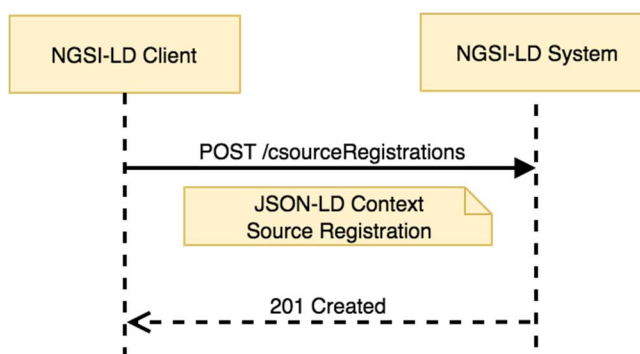 NGSI-LD Client
NGSI-LD System
POST /csourceRegistrations
JSON-LD Context
Source Registration
201 Created